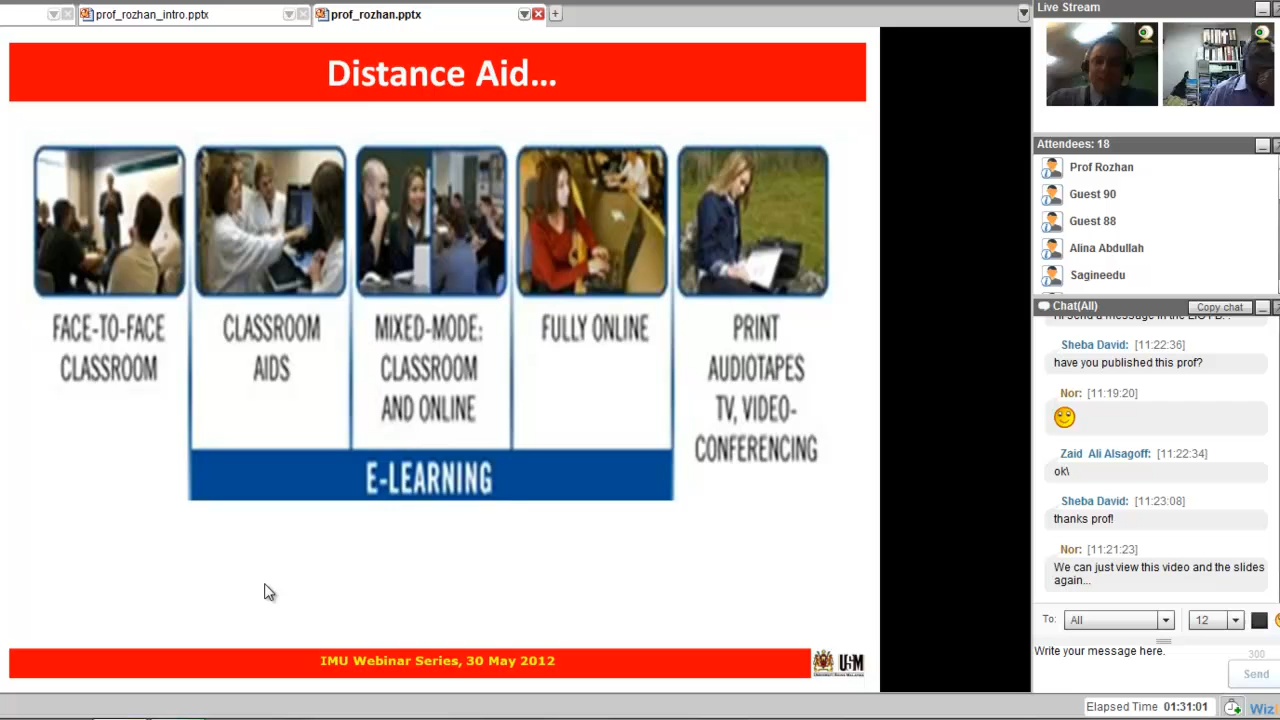 prof_rozhan_intro.pptx
prof_rozhan.pptx
Distance Aid...
FACE-TO-FACE
CLASSROOM
CLASSROOM
AIDS
MIXED-MODE:
CLASSROOM
AND ONLINE
FULLY ONLINE
PRINT
AUDIOTAPES
TV, VIDEO-
CONFERENCING
E-LEARNING
IMU Webinar Series, 30 May 2012
USM
Live Stream
Attendees: 18
Prof Rozhan
Guest 90
Guest 88
Alina Abdullah
Sagineedu
Chat(All)
Copy chat
Sheba David: [11:22:36]
have you published this prof?
Nor: [11:19:20]
Zaid Ali Alsagoff: [11:22:34]
ok\
Sheba David: [11:23:08]
thanks prof!
Nor: [11:21:23]
We can just view this video and the slides
again...
To: All 12
Write your message here.
300
Send
Elapsed Time 01:31:01
Wiz